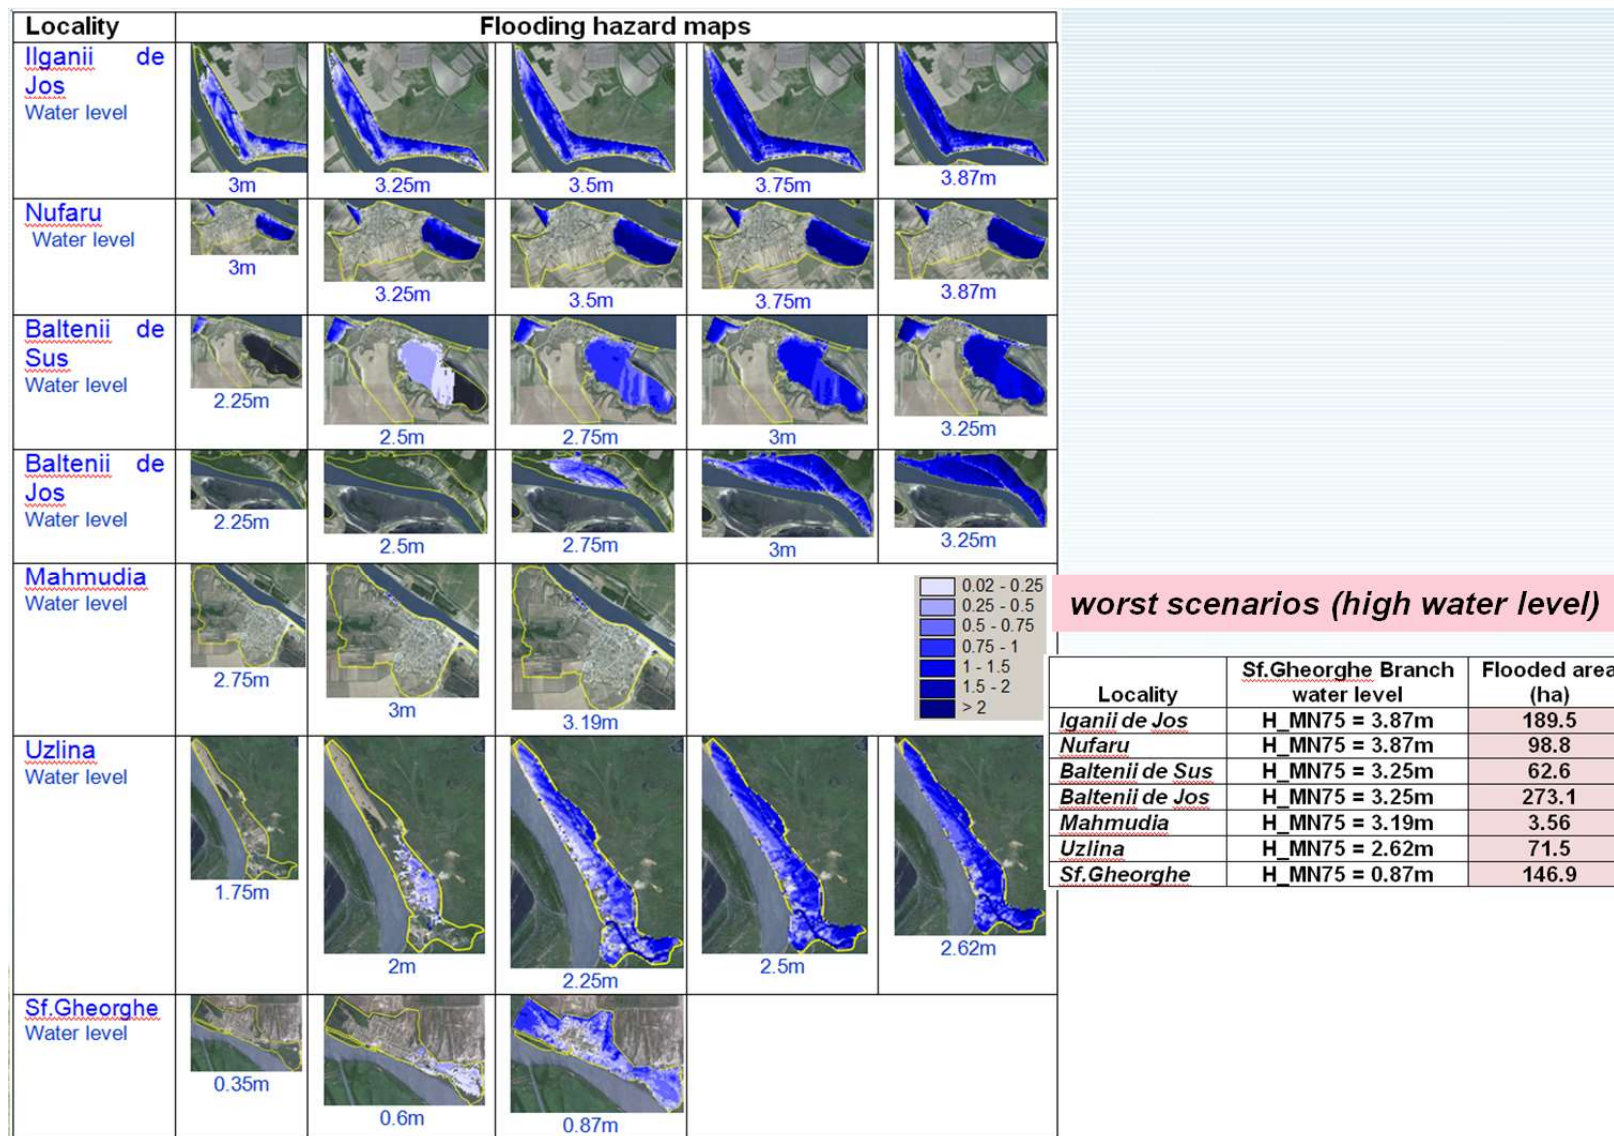 Locality
Flooding hazard maps
Ilganii de
Jos
Water level
3m
3.25m
3.5m
3.75m
3.87m
Nufaru
Water level
3m
3.25m
3.5m
3.75m
3.87m
Baltenii de
Sus
Water level
2.25m
2.5m
2.75m
3m
3.25m
Baltenii de
Jos
Water level
2.25m
2.5m
2.75m
3m
3.25m
Mahmudia
Water level
2.75m
3m
3.19m
0.02 - 0.25
0.25 - 0.5
0.5 - 0.75
0.75 - 1
1 - 1.5
1.5 - 2
> 2
worst scenarios (high water level)
Locality
Sf.Gheorghe Branch
water level
Flooded area
(ha)
Iganii de Jos H_MN75 = 3.87m 189.5
Nufaru H_MN75 = 3.87m 98.8
Baltenii de Sus H_MN75 = 3.25m 62.6
Baltenii de Jos H_MN75 = 3.25m 273.1
Mahmudia H_MN75 = 3.19m 3.56
Uzlina H_MN75 = 2.62m 71.5
Sf.Gheorghe H_MN75 = 0.87m 146.9
Uzlina
Water level
1.75m
2m
2.25m
2.5m
2.62m
Sf.Gheorghe
Water level
0.35m
0.6m
0.87m